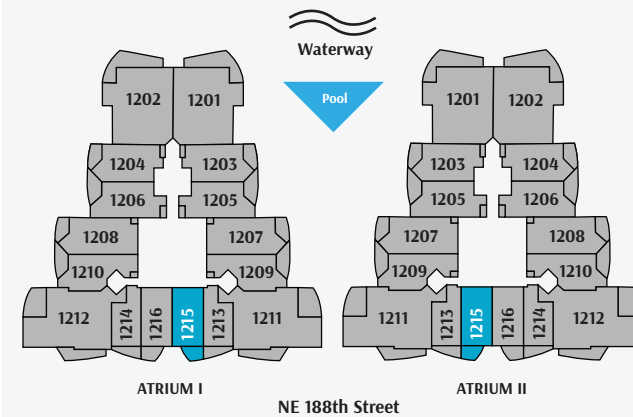 Waterway
Pool
1202 1201
1204 1203
1206 1205
1208 1207
1210 1209
1212 1214 1216 1215 1213 1211
ATRIUM I
1201 1202
1203 1204
1205 1206
1207 1208
1209 1210
1211 1213 1215 1216 1214 1212
ATRIUM II
NE 188th Street